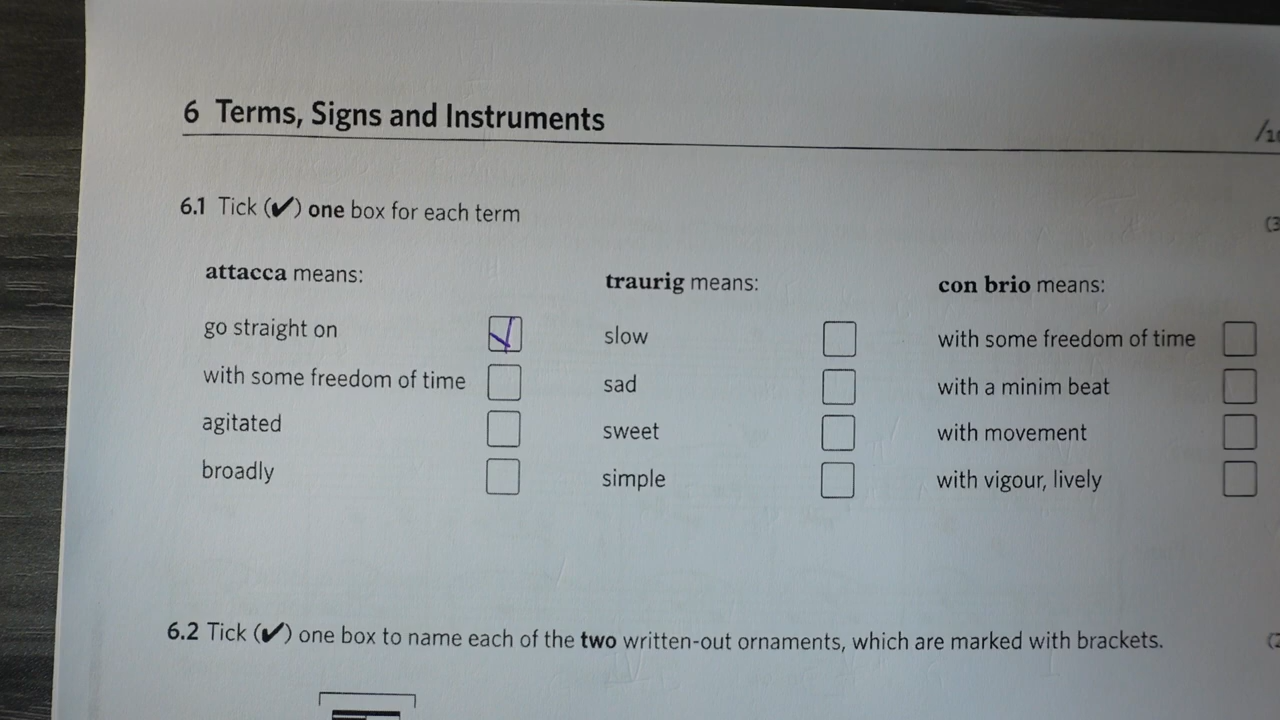 6 Terms, Signs and Instruments
6.1 Tick (✔) one box for each term
attacca means:
go straight on
with some freedom of time
agitated
broadly
traurig means:
slow
sad
sweet
simple
con brio means:
with some freedom of time
with a minim beat
with movement
with vigour, lively
6.2 Tick (✔) one box to name each of the two written-out ornaments, which are marked with brackets.